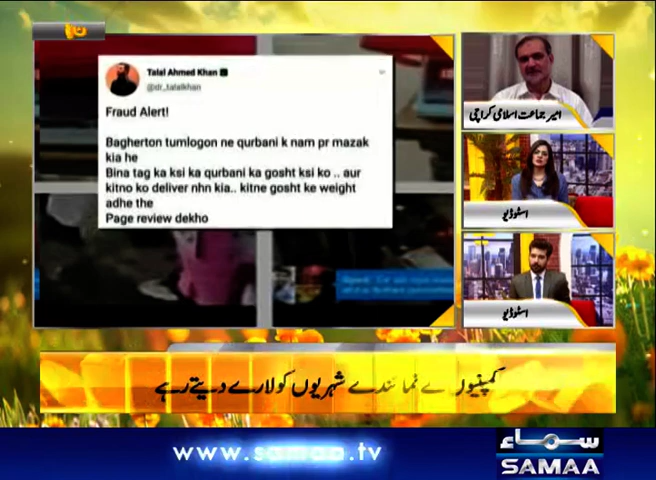 Talal Ahmed Khan
@dr_talalkhan
Fraud Alert!
Bagherton tumlogon ne qurbani k nam pr mazak
kia he
Bina tag ka ksi ka qurbani ka gosht ksi ko .. aur
kitno ko deliver nhn kia.. kitne gosht ke weight
adhe the
Page review dekho
امیر جماعت اسلامی کراچی
اسٹوڈیو
اسٹوڈیو
نمائندے شہریوں کو لارے دیتے رہے
www.samaa.tv
سماء
SAMAA